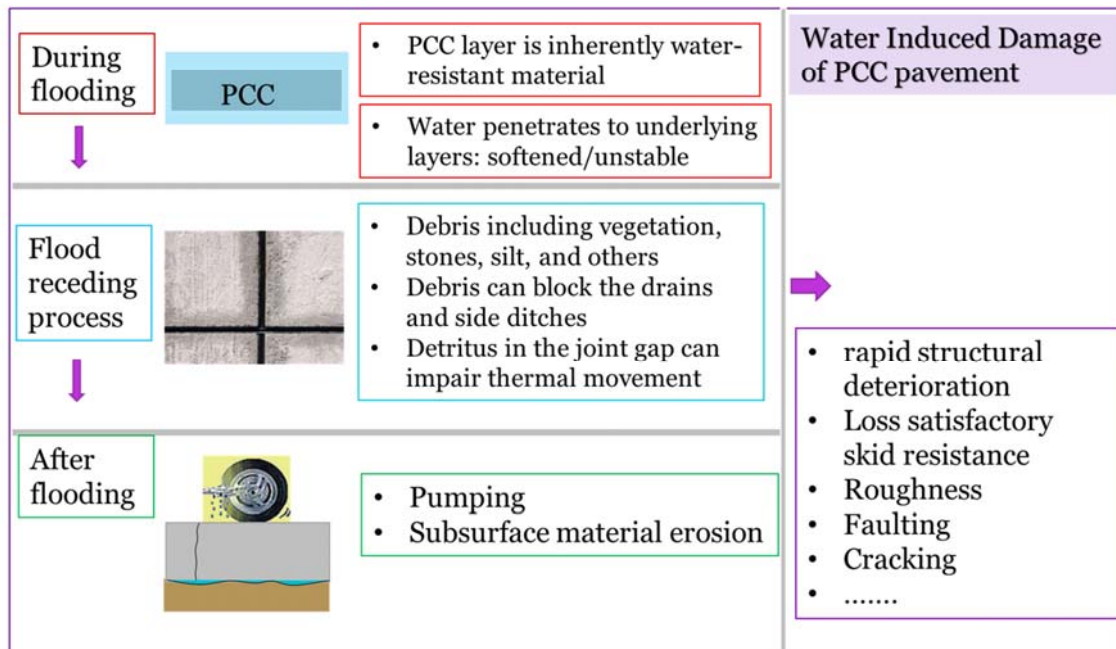 During
flooding
PCC
• PCC layer is inherently water-
resistant material
• Water penetrates to underlying
layers: softened/unstable
Flood
receding
process
• Debris including vegetation,
stones, silt, and others
• Debris can block the drains
and side ditches
• Detritus in the joint gap can
impair thermal movement
After
flooding
• Pumping
• Subsurface material erosion
Water Induced Damage
of PCC pavement
• rapid structural
deterioration
• Loss satisfactory
skid resistance
• Roughness
• Faulting
• Cracking
• .......